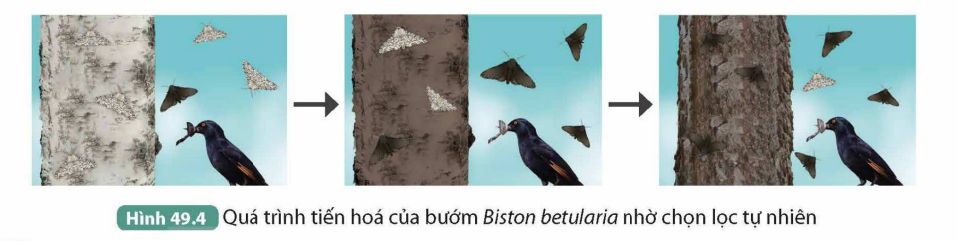 Hình 49.4 Quá trình tiến hoá của bướm Biston betularia nhờ chọn lọc tự nhiên